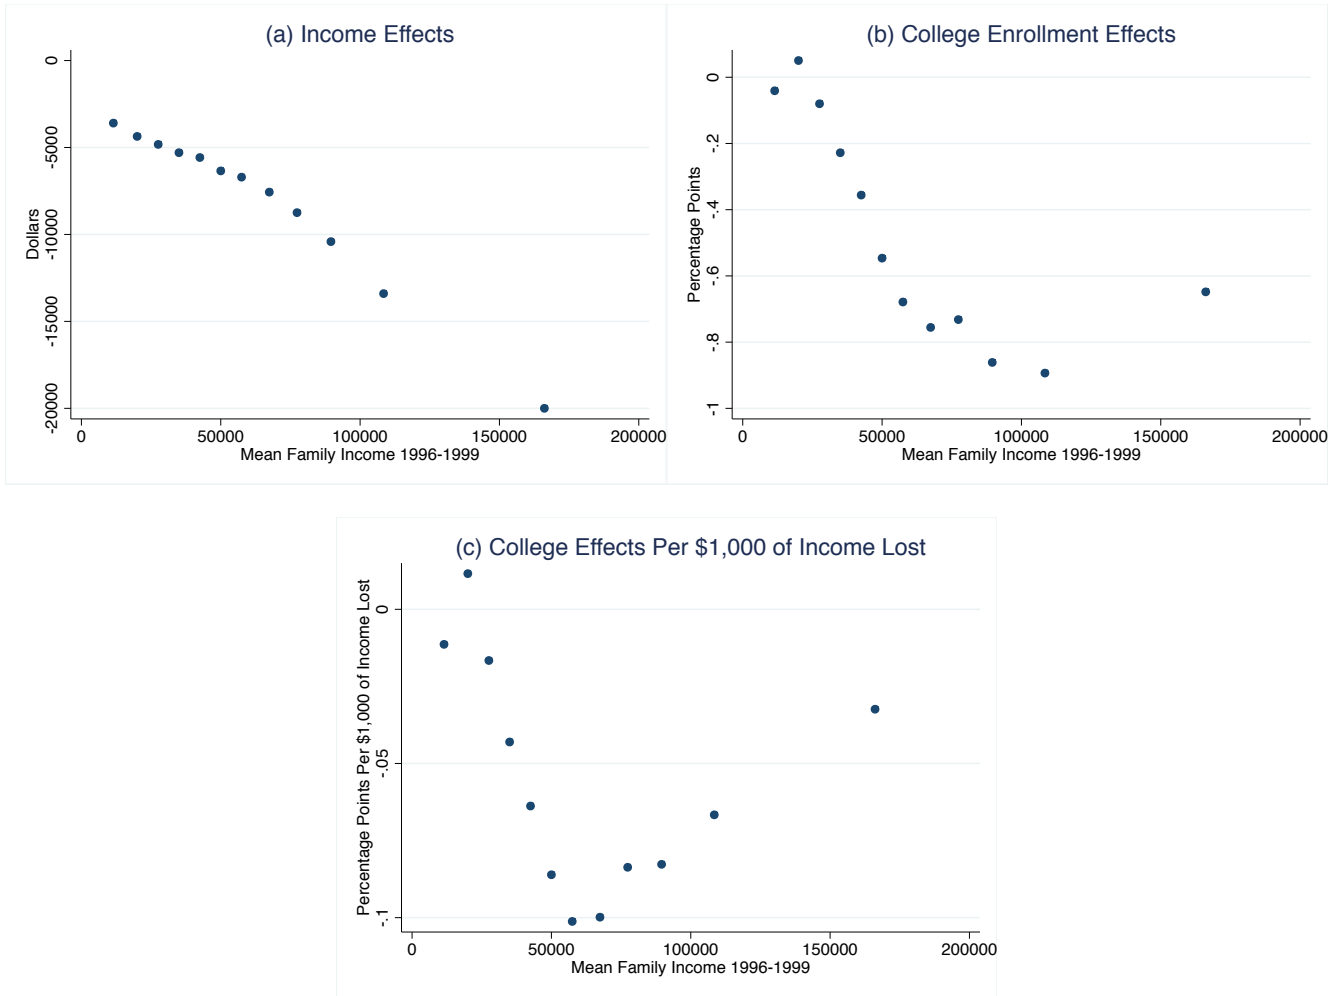 (a) Income Effects
Dollars
0
-5000
-10000
-15000
-20000
0 50000 100000 150000 200000
Mean Family Income 1996-1999
(b) College Enrollment Effects
Percentage Points
0
-.2
-.4
-.6
-.8
-1
0 50000 100000 150000 200000
Mean Family Income 1996-1999
(c) College Effects Per $1,000 of Income Lost
Percentage Points Per $1,000 of Income Lost
0
-.05
-.1
0 50000 100000 150000 200000
Mean Family Income 1996-1999